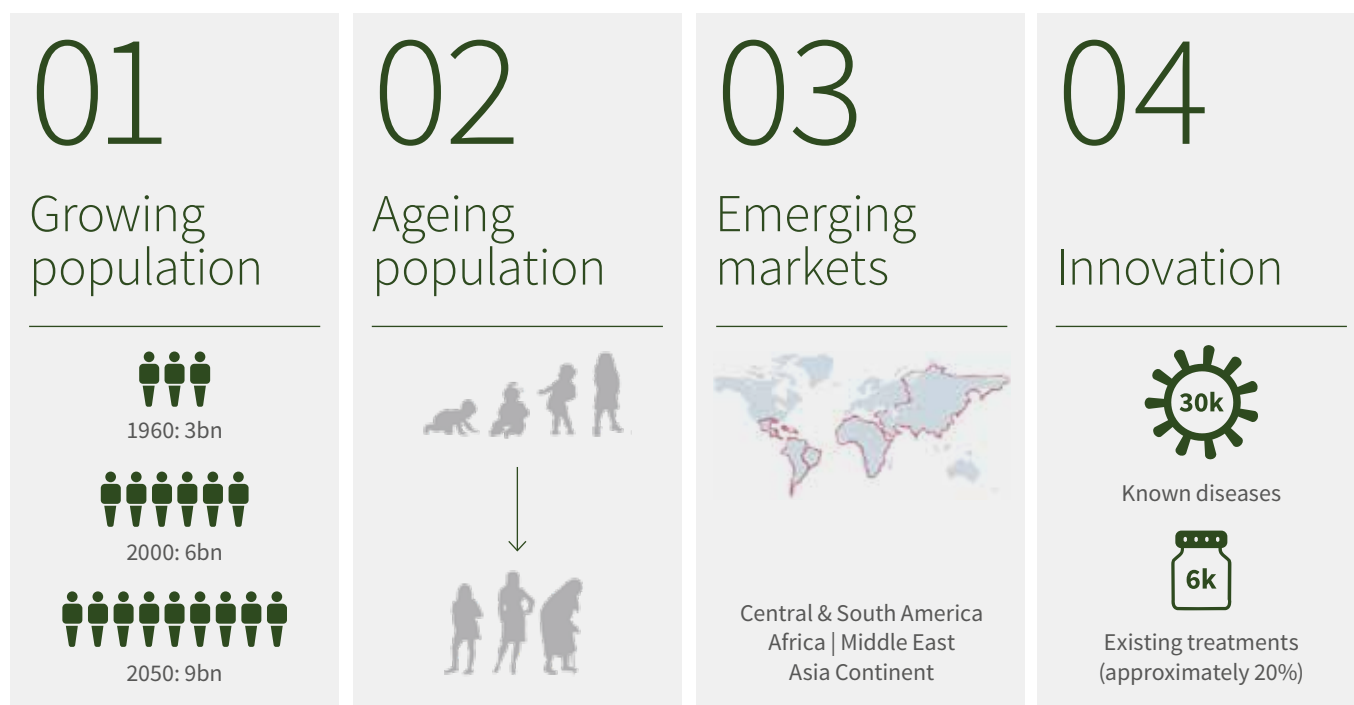 01
Growing
population
1960: 3bn
2000: 6bn
2050: 9bn
02
Ageing
population
03
Emerging
markets
Central & South America
Africa | Middle East
Asia Continent
04
Innovation
30k
Known diseases
6k
Existing treatments
(approximately 20%)